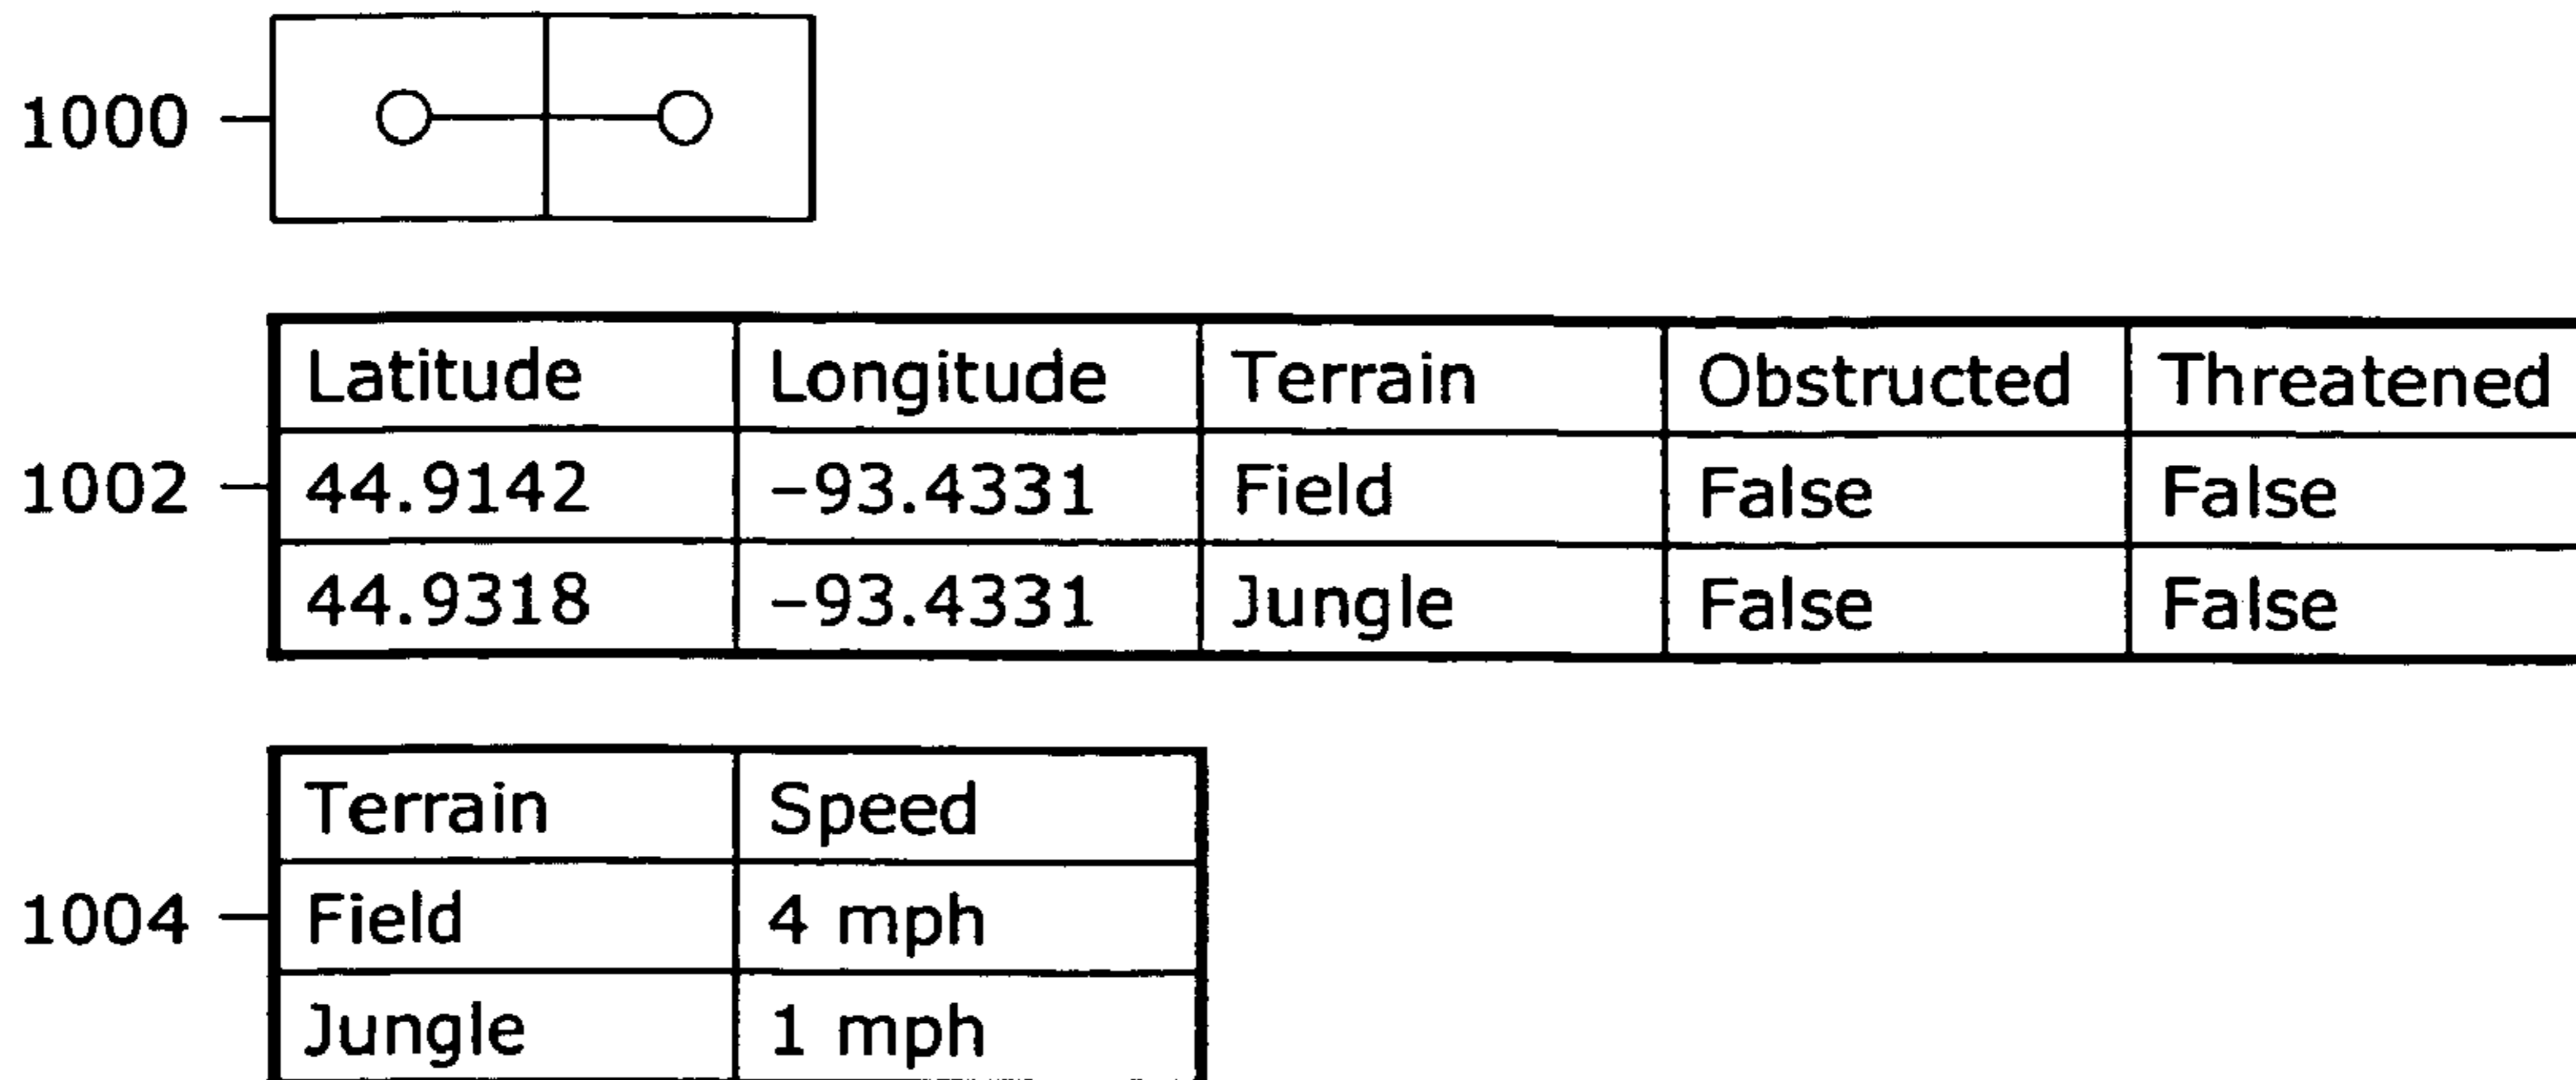 1000
Latitude Longitude Terrain Obstructed Threatened
1002 44.9142 -93.4331 Field False False
44.9318 -93.4331 Jungle False False
Terrain Speed
1004 Field 4 mph
Jungle 1 mph